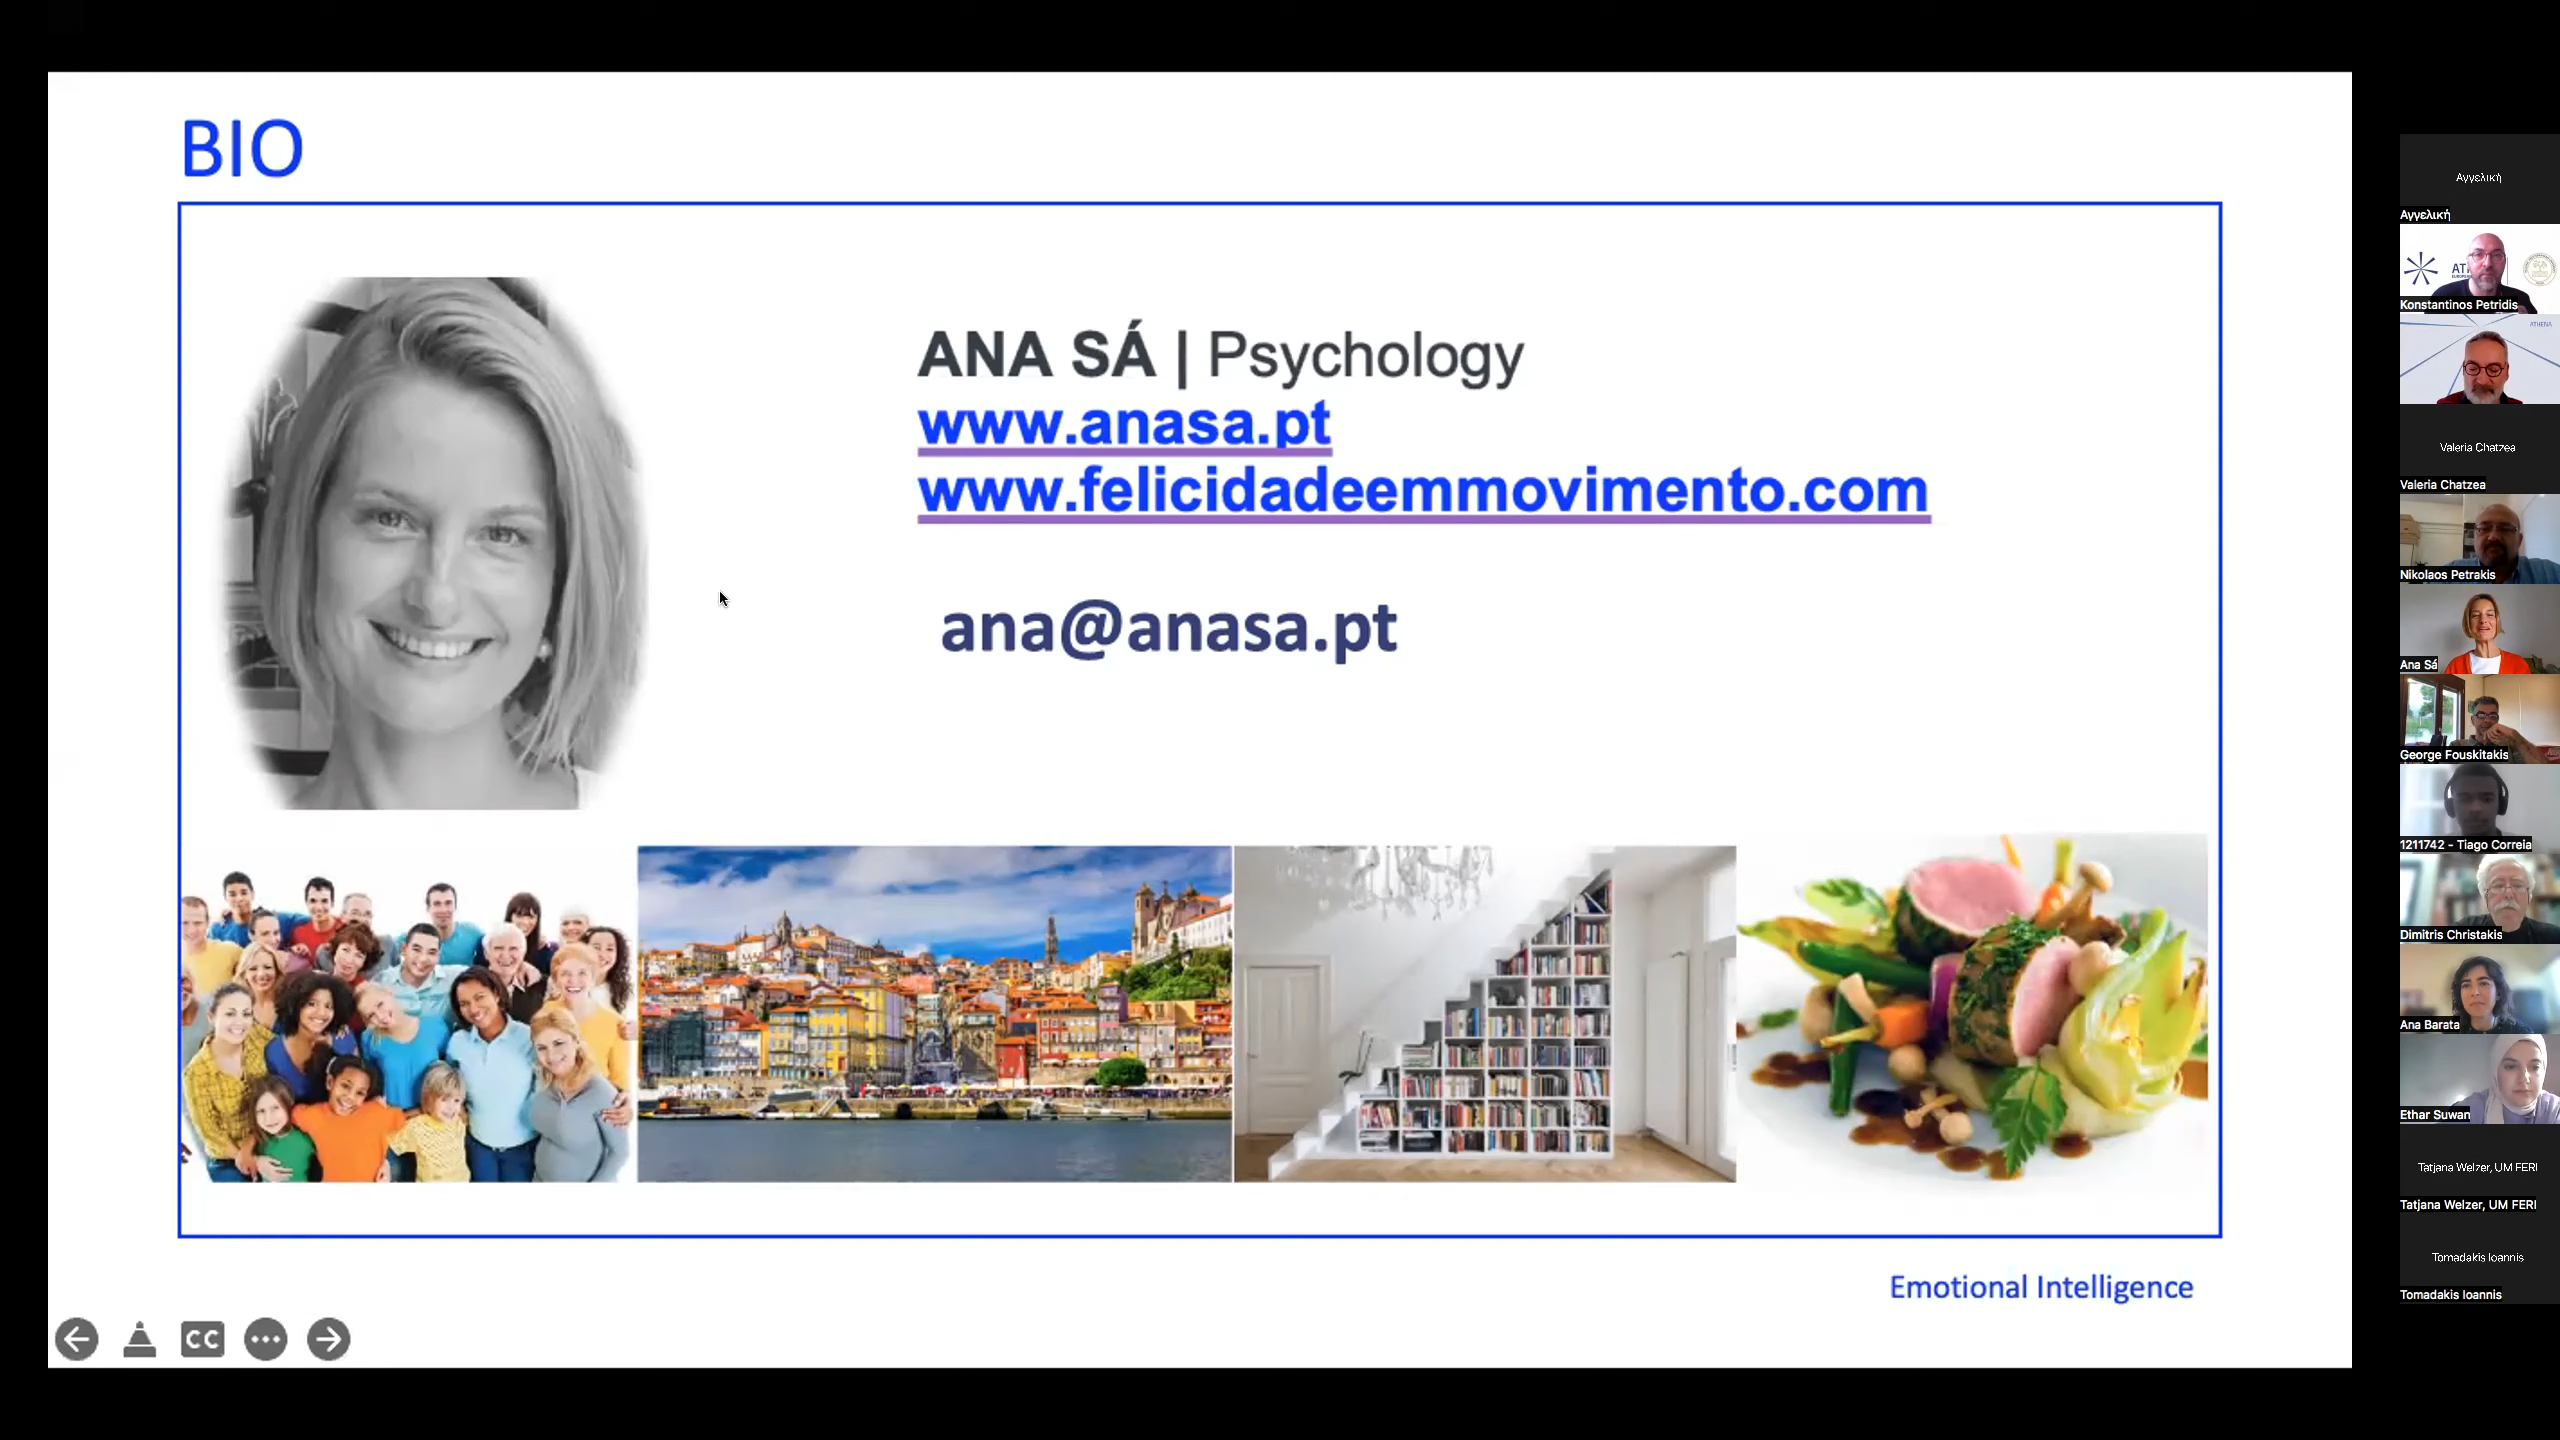 BIO
ANA SÁ | Psychology
www.anasa.pt
www.felicidadeemmovimento.com
ana@anasa.pt
Emotional Intelligence
CC
Αγγελική
Αγγελική
Konstantinos Petridis
ATHENA
Valeria Chatzea
Valeria Chatzea
Nikolaos Petrakis
Ana Sá
George Fouskitakis
1211742 - Tiago Correia
Dimitris Christakis
Ana Barata
Ethar Suwan
Tatjana Welzer, UM FERI
Tatjana Welzer, UM FERI
Tomadakis Ioannis
Tomadakis Ioannis